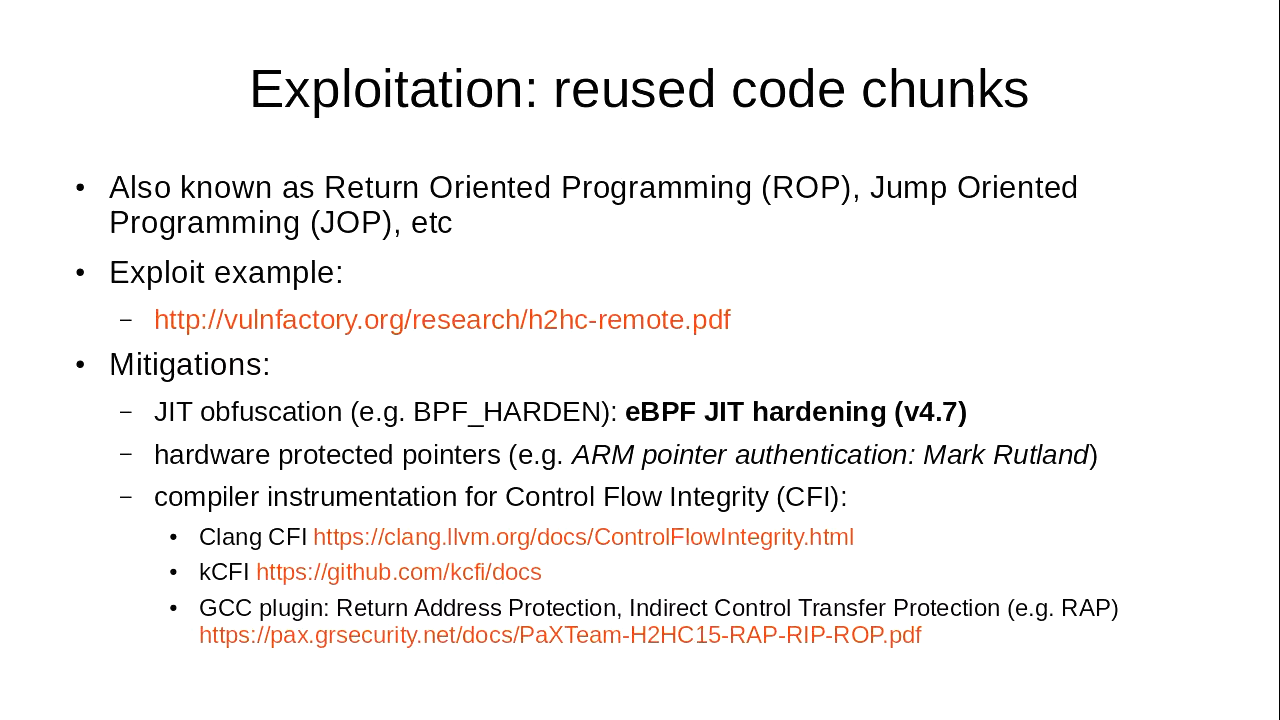 Exploitation: reused code chunks
• Also known as Return Oriented Programming (ROP), Jump Oriented
Programming (JOP), etc
• Exploit example:
– http://vulnfactory.org/research/h2hc-remote.pdf
• Mitigations:
– JIT obfuscation (e.g. BPF_HARDEN): eBPF JIT hardening (v4.7)
– hardware protected pointers (e.g. ARM pointer authentication: Mark Rutland)
– compiler instrumentation for Control Flow Integrity (CFI):
• Clang CFI https://clang.llvm.org/docs/ControlFlowIntegrity.html
• kCFI https://github.com/kcfi/docs
• GCC plugin: Return Address Protection, Indirect Control Transfer Protection (e.g. RAP)
https://pax.grsecurity.net/docs/PaXTeam-H2HC15-RAP-RIP-ROP.pdf